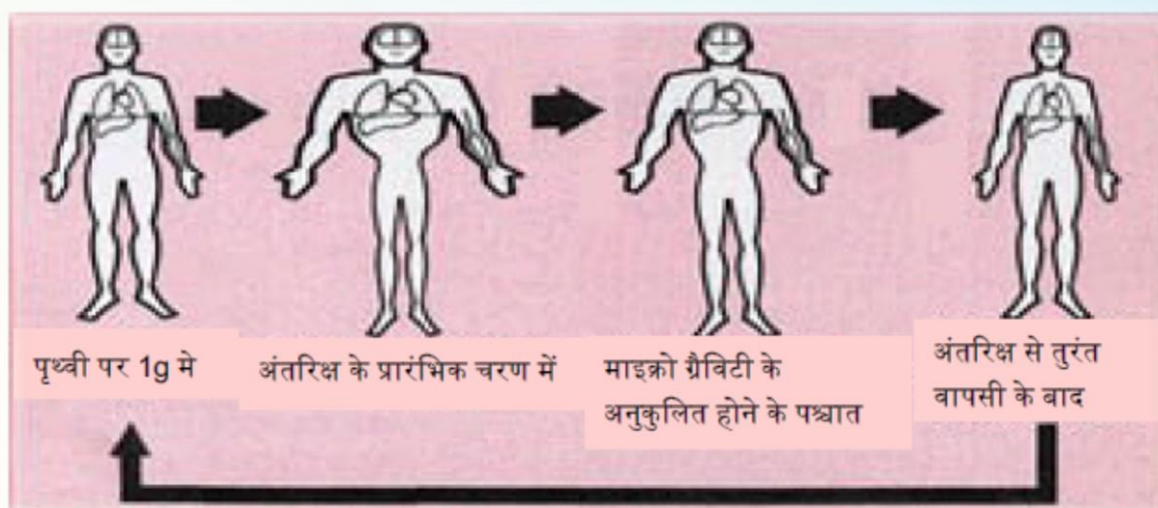 पृथ्वी पर 1g मे
अंतरिक्ष के प्रारंभिक चरण में
माइक्रो ग्रैविटी के
अनुकुलित होने के पश्चात
अंतरिक्ष से तुरंत
वापसी के बाद